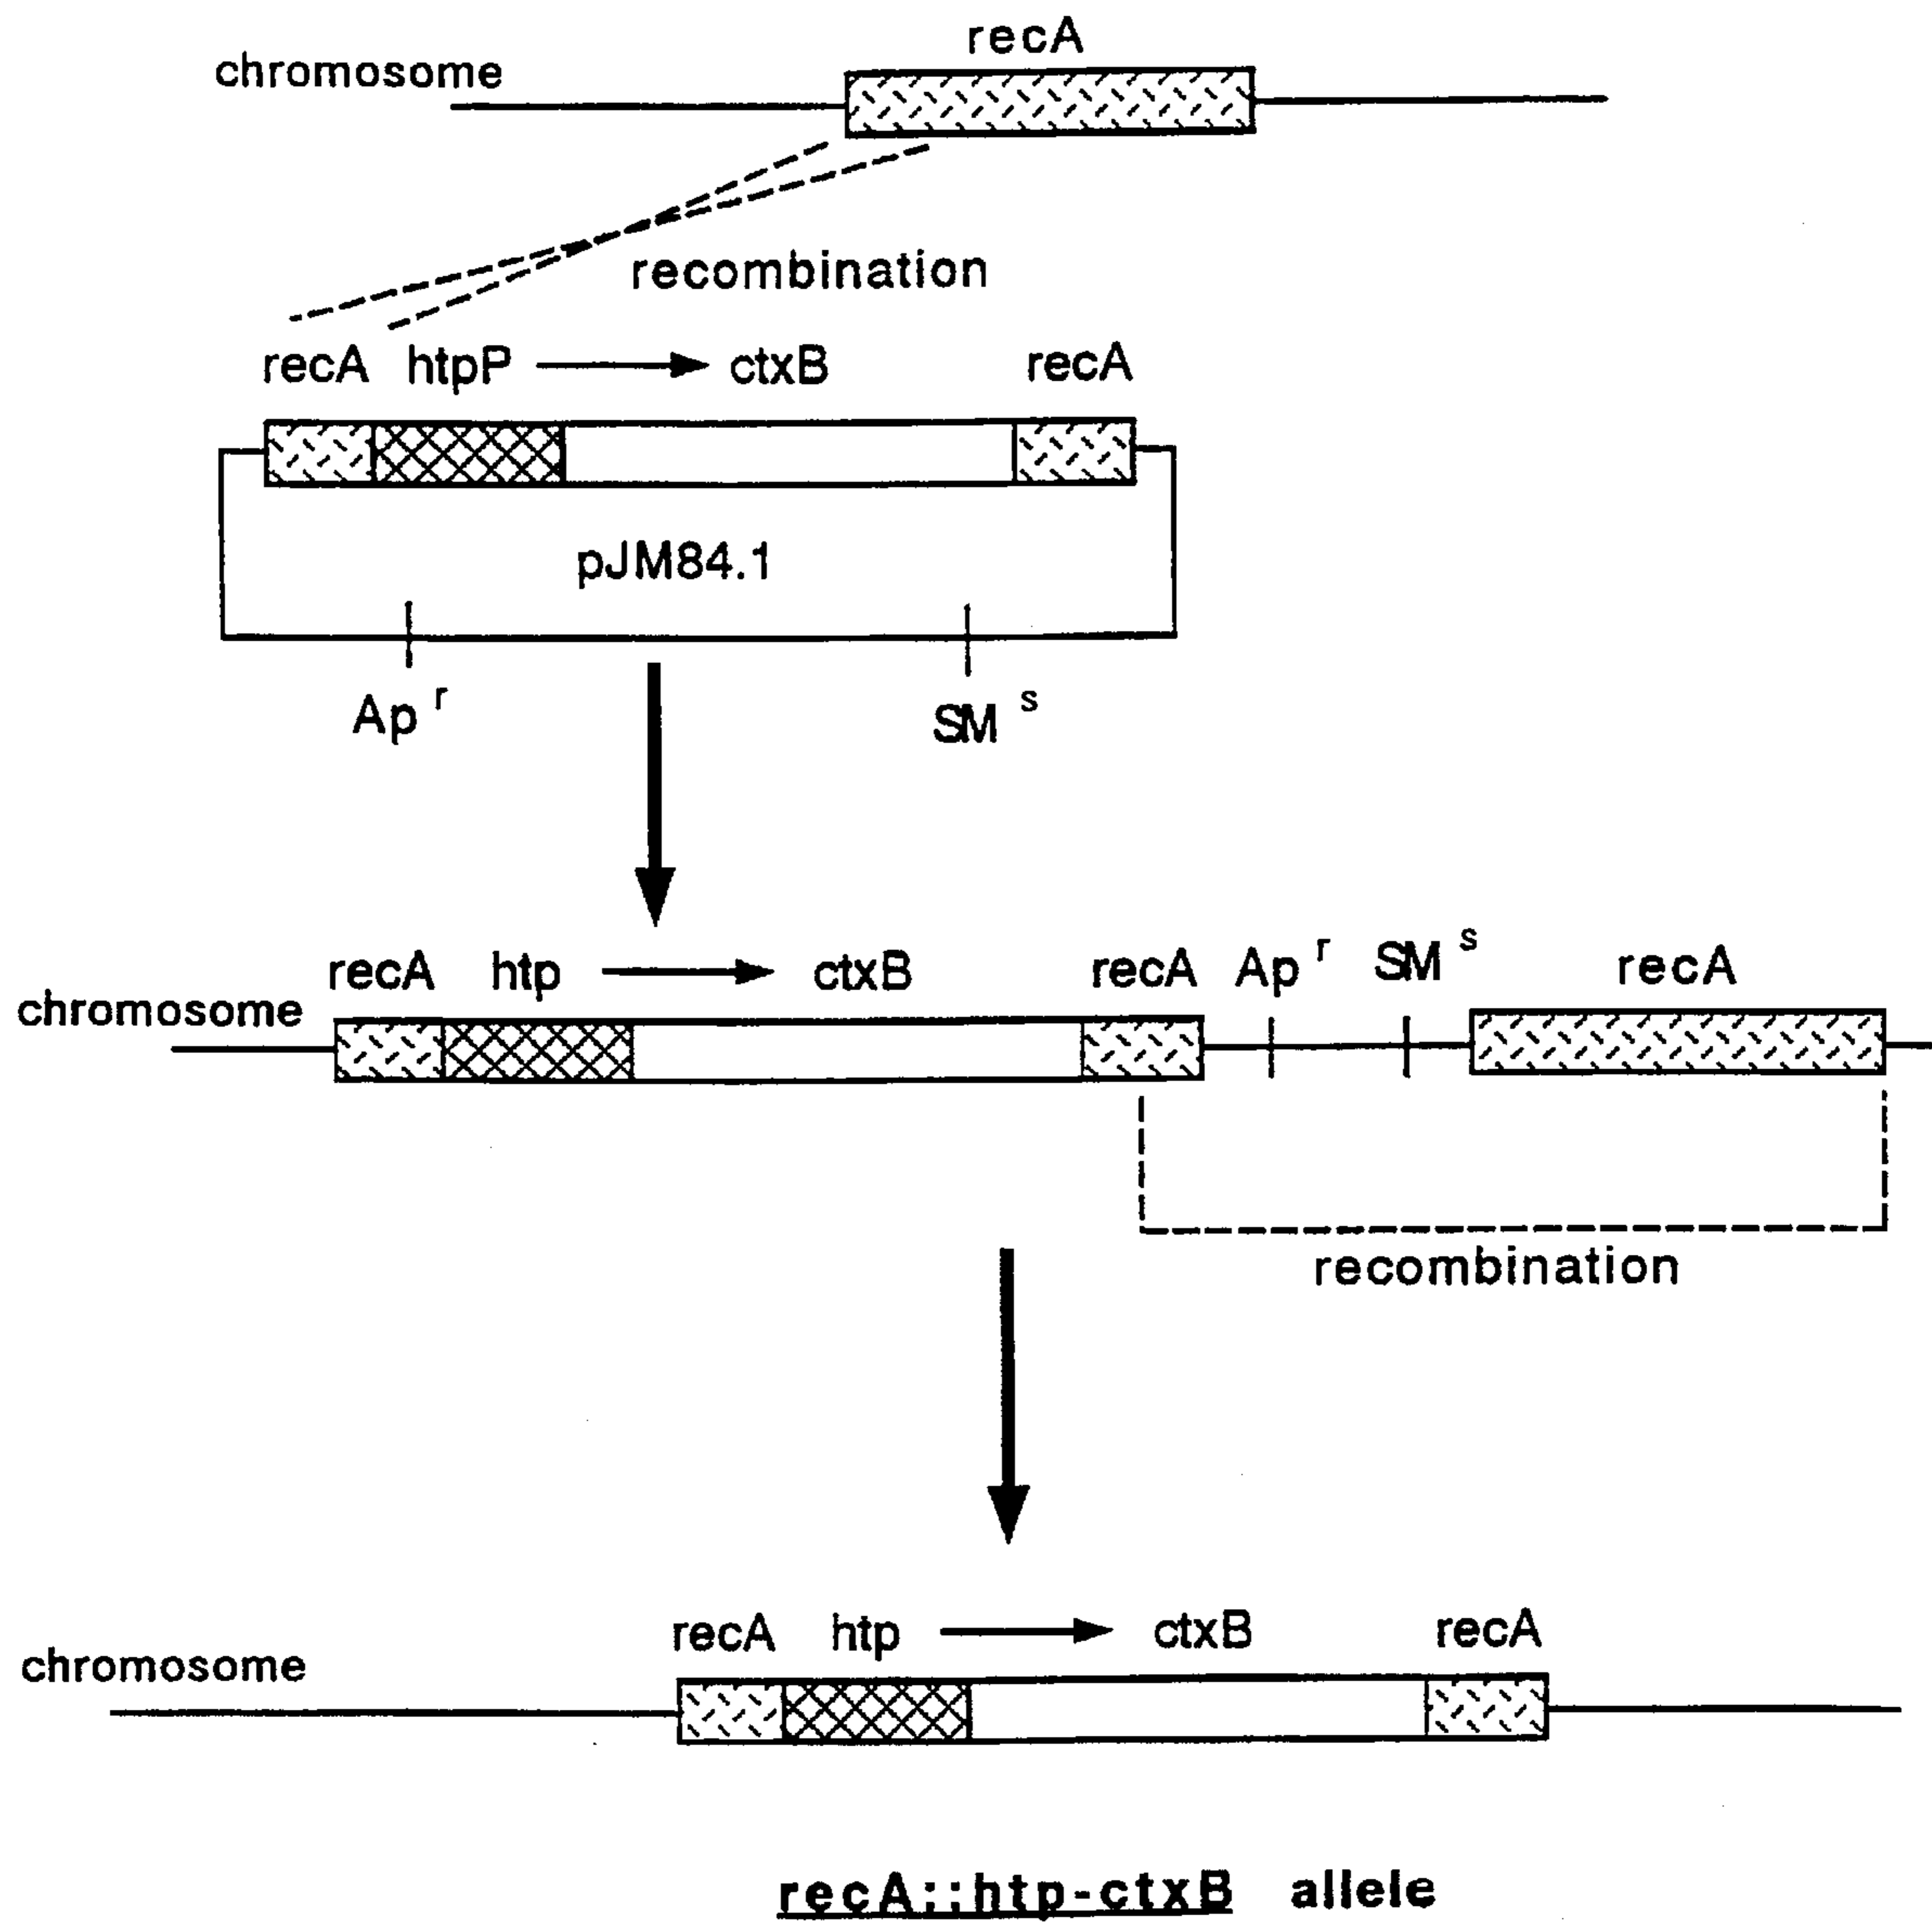 recA
chromosome
recombination
recA htpP ctxB recA
pJM84.1
Ap r SM s
recA htp ctxB recA Ap r SM s recA
chromosome
recombination
recA htp ctxB recA
chromosome
recA::htp-ctxB allele